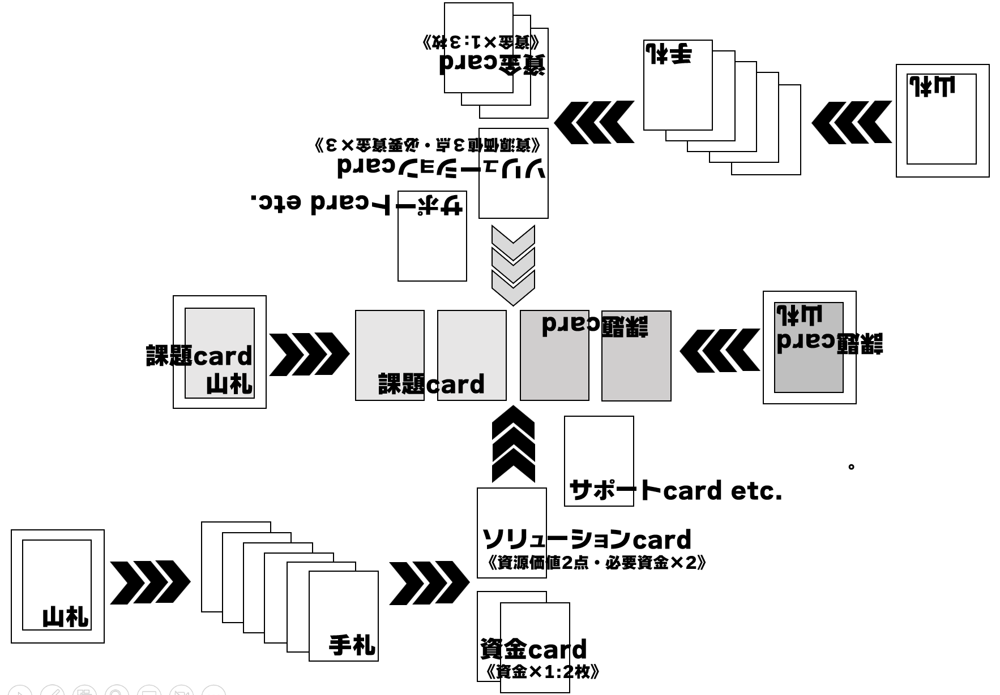 《資金×1:3枚》
資金card
手札
山札
《資源価値3点・必要資金×3》
ソリューションcard
サポートcard etc.
課題card
山札
課題card
課題card
山札
課題card
サポートcard etc.
。
ソリューションcard
《資源価値2点・必要資金×2》
山札
手札
資金card
《資金×1:2枚》